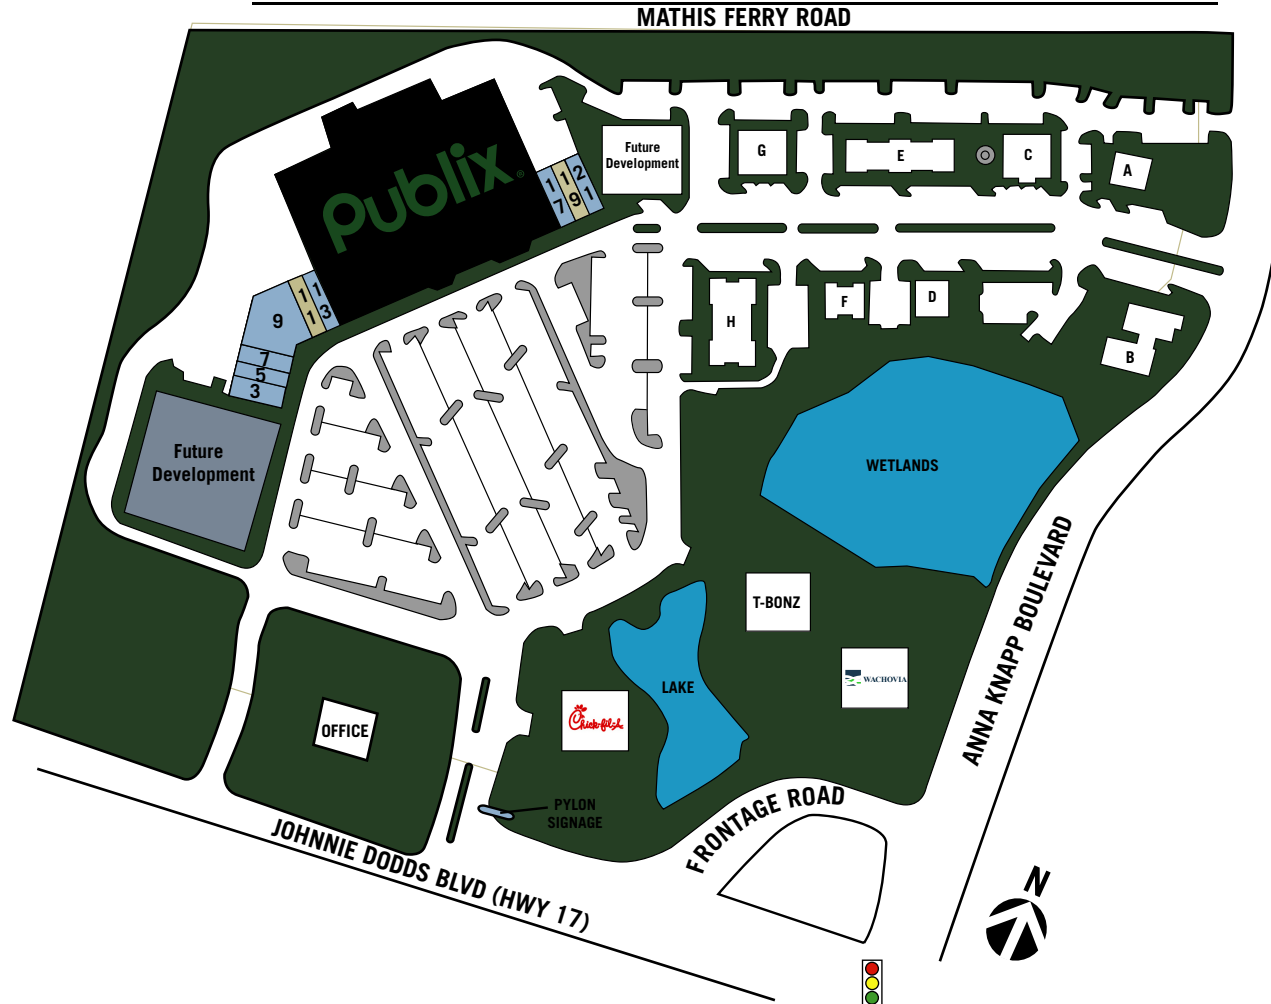 MATHIS FERRY ROAD
Publix®
1 1 2
7 9 1
Future
Development
G
E
C
A
1 1
1 3
9
7
5
3
H
F
D
B
Future
Development
WETLANDS
T-BONZ
WACHOVIA
LAKE
Chick-fil-A
OFFICE
PYLON
SIGNAGE
ANNA KNAPP BOULEVARD
FRONTAGE ROAD
JOHNNIE DODDS BLVD (HWY 17)
N